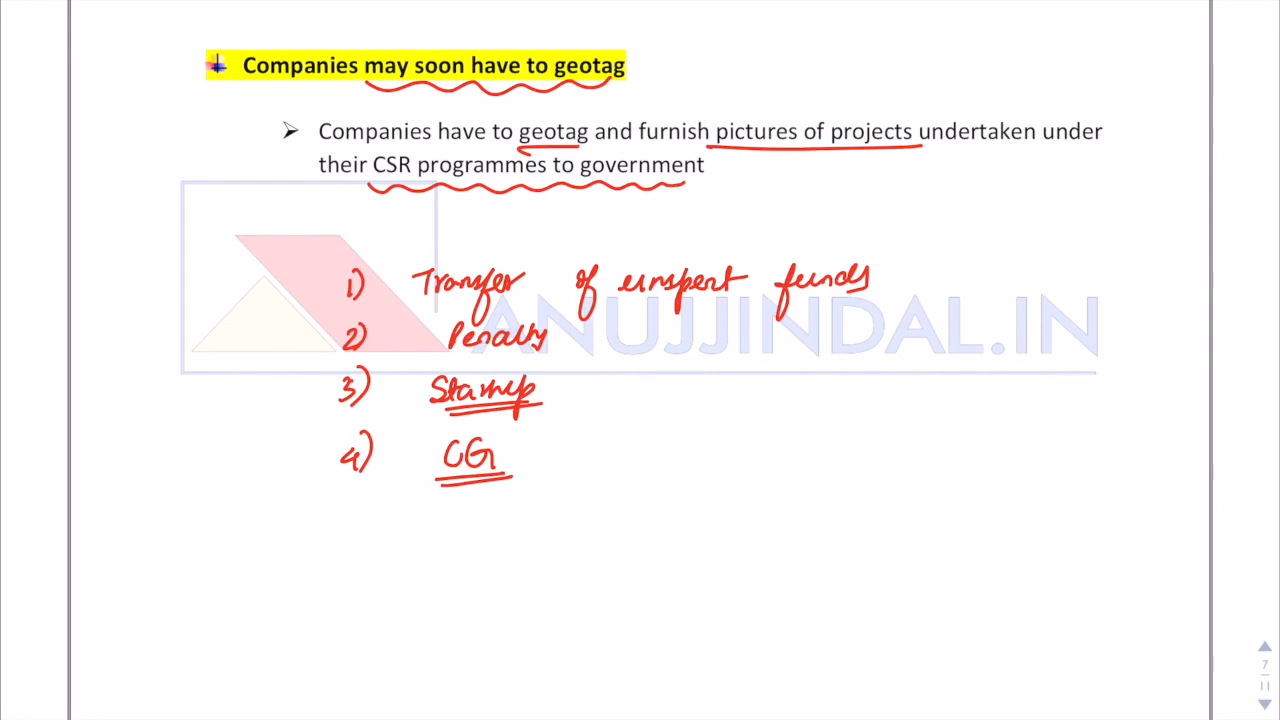 Companies may soon have to geotag
Companies have to geotag and furnish pictures of projects undertaken under
their CSR programmes to government
1) Transfer of unspent funds
ANUJJINDAL.IN
2) Penalty
3) Stamp
4) CG
7
11